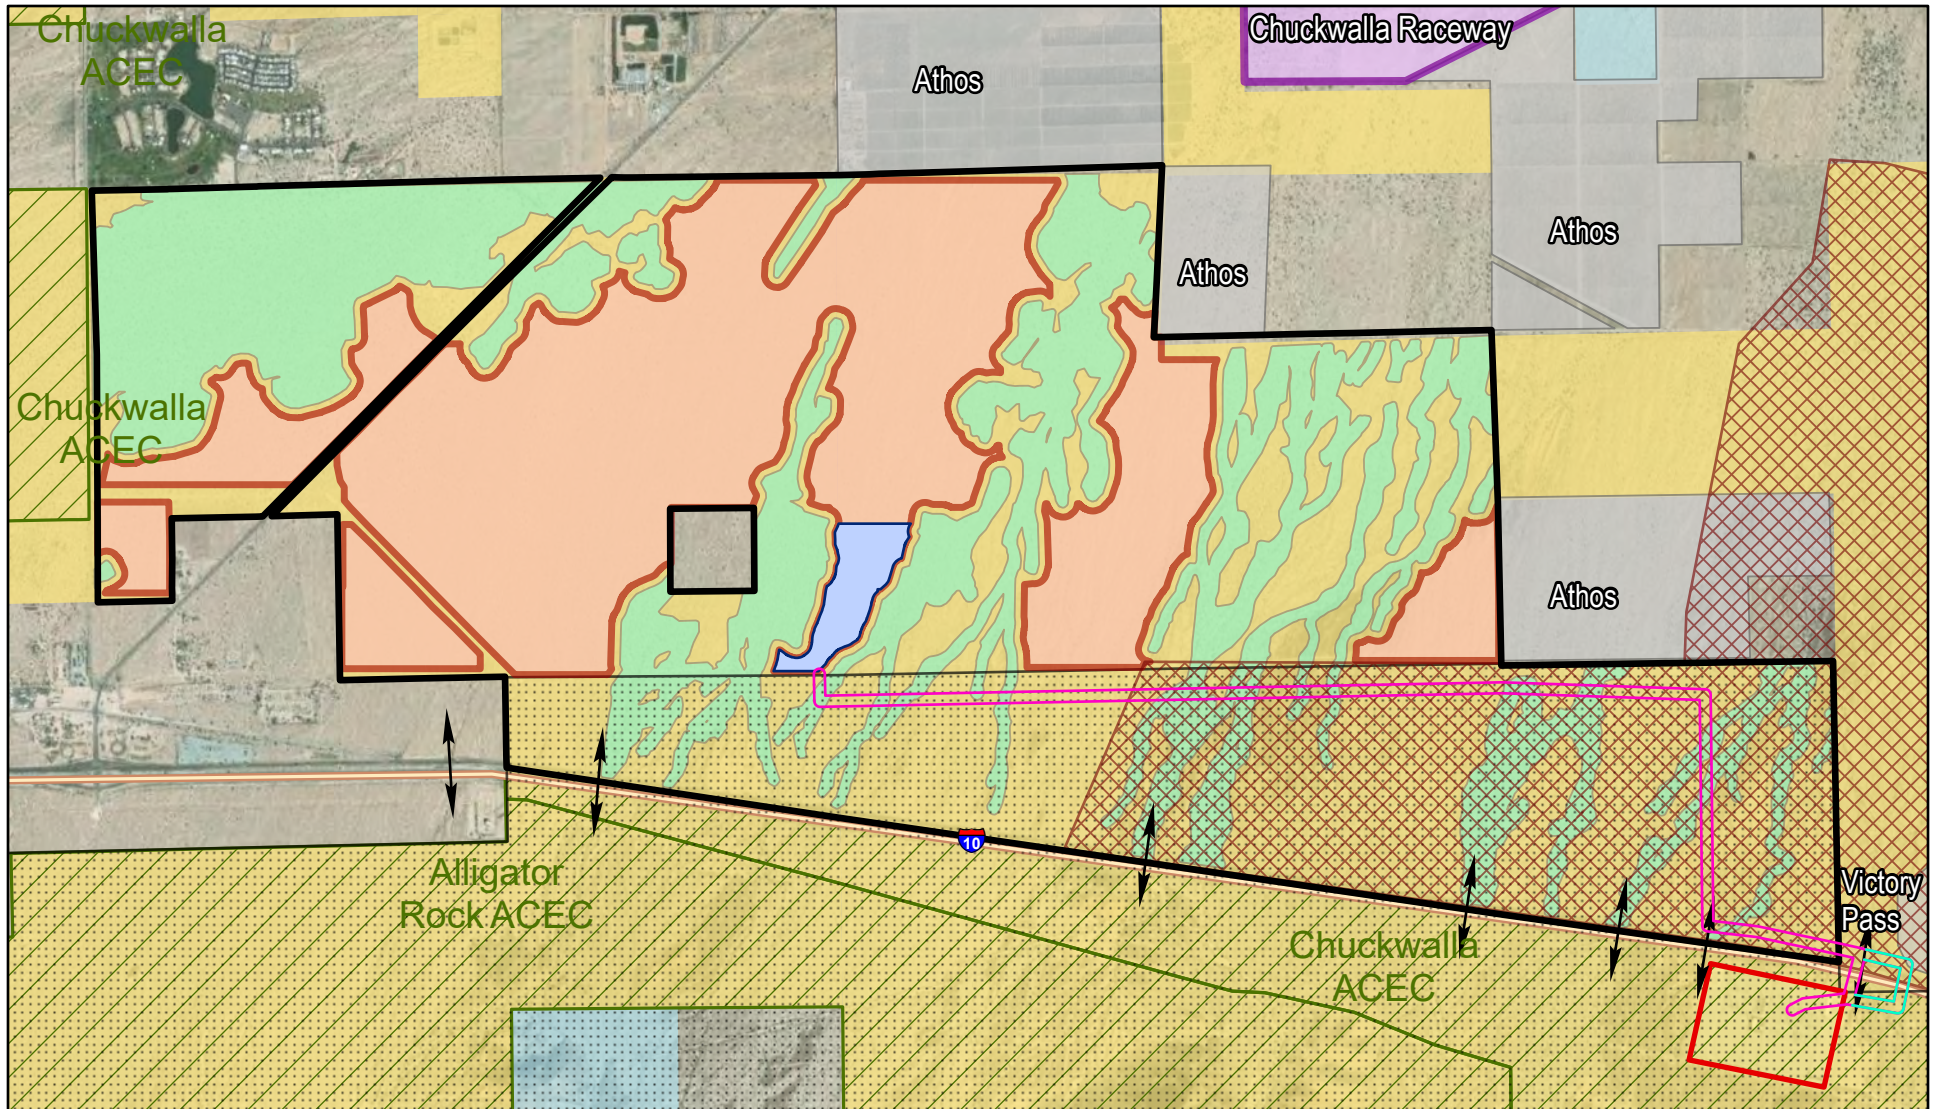 Chuckwalla
ACEC
Chuckwalla Raceway
Athos
Athos
Athos
Chuckwalla
ACEC
Athos
10
Alligator
Rock ACEC
Victory
Pass
Chuckwalla
ACEC